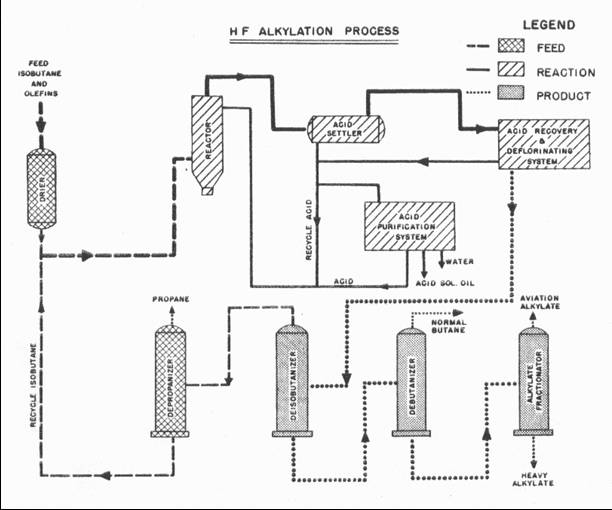 HF ALKYLATION PROCESS
LEGEND
FEED
REACTION
PRODUCT
FEED
ISOBUTANE
AND
OLEFINS
DRIER
REACTOR
ACID
SETTLER
ACID RECOVERY
&
DEFLORINATING
SYSTEM
RECYCLE ACID
ACID
PURIFICATION
SYSTEM
WATER
ACID SOL. OIL
ACID
RECYCLE ISOBUTANE
PROPANE
DEPROPANIZER
DEISOBUTANIZER
NORMAL
BUTANE
DEBUTANIZER
AVIATION
ALKYLATE
ALKYLATE
FRACTIONATOR
HEAVY
ALKYLATE